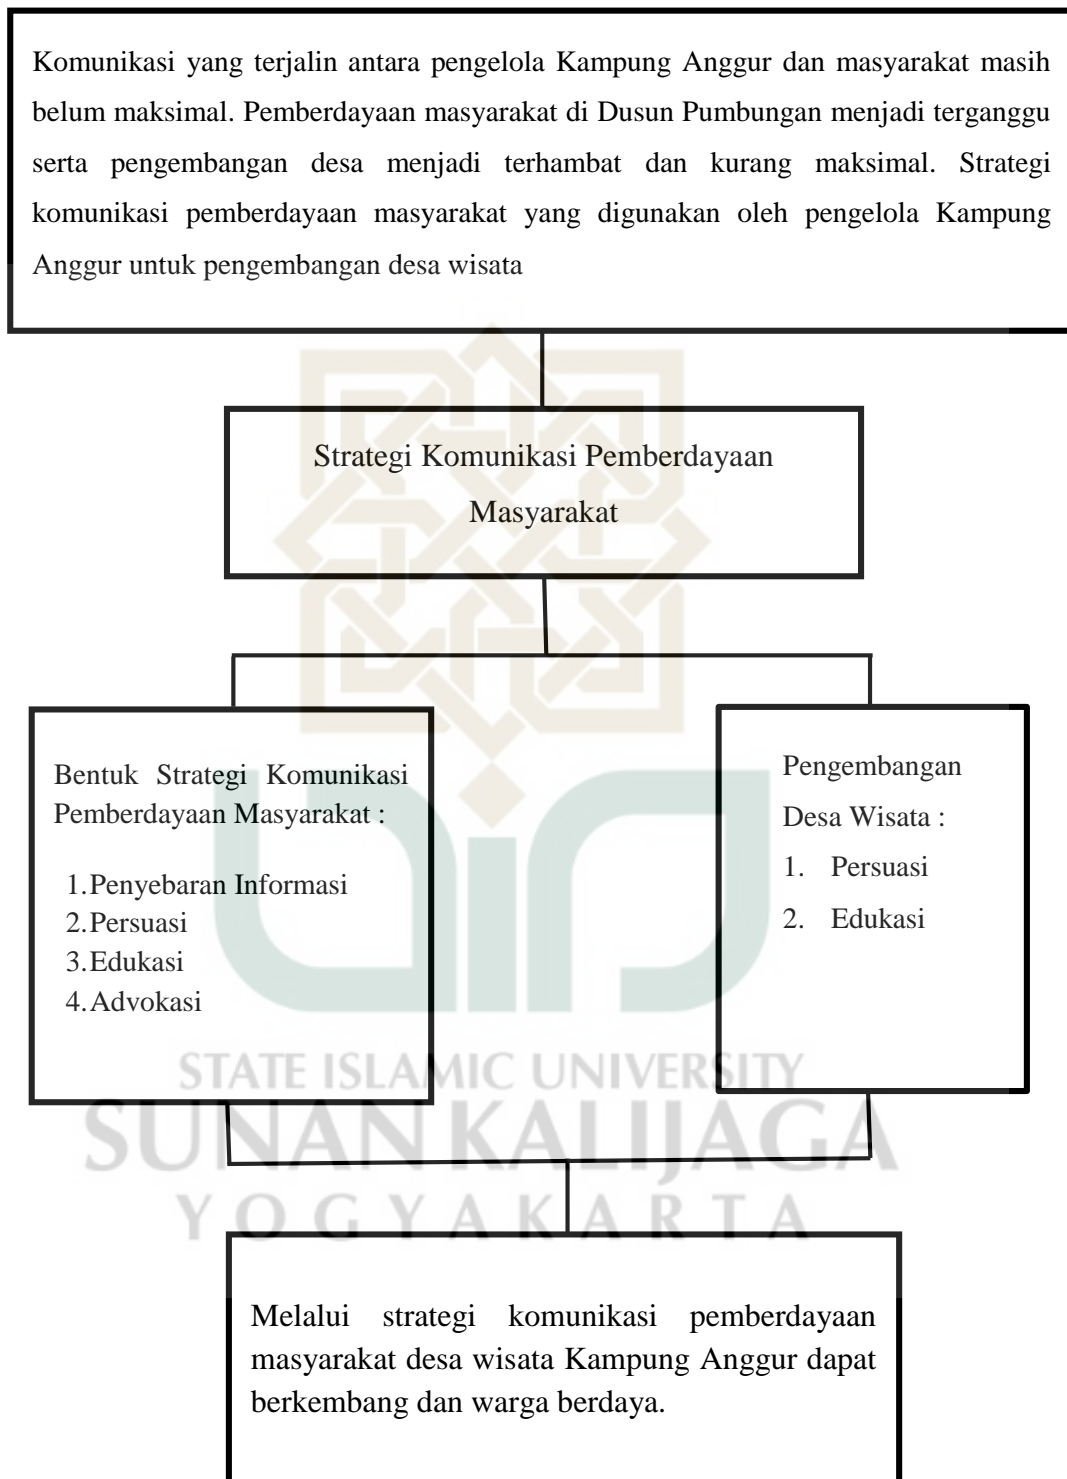 Komunikasi yang terjalin antara pengelola Kampung Anggur dan masyarakat masih
belum maksimal. Pemberdayaan masyarakat di Dusun Pumbungan menjadi terganggu
serta pengembangan desa menjadi terhambat dan kurang maksimal. Strategi
komunikasi pemberdayaan masyarakat yang digunakan oleh pengelola Kampung
Anggur untuk pengembangan desa wisata
Strategi Komunikasi Pemberdayaan
Masyarakat
Bentuk Strategi Komunikasi
Pemberdayaan Masyarakat :
1. Penyebaran Informasi
2. Persuasi
3. Edukasi
4. Advokasi
Pengembangan
Desa Wisata :
1. Persuasi
2. Edukasi
STATE ISLAMIC UNIVERSITY
SUNAN KALIJAGA
YOGYAKARTA
Melalui strategi komunikasi pemberdayaan
masyarakat desa wisata Kampung Anggur dapat
berkembang dan warga berdaya.